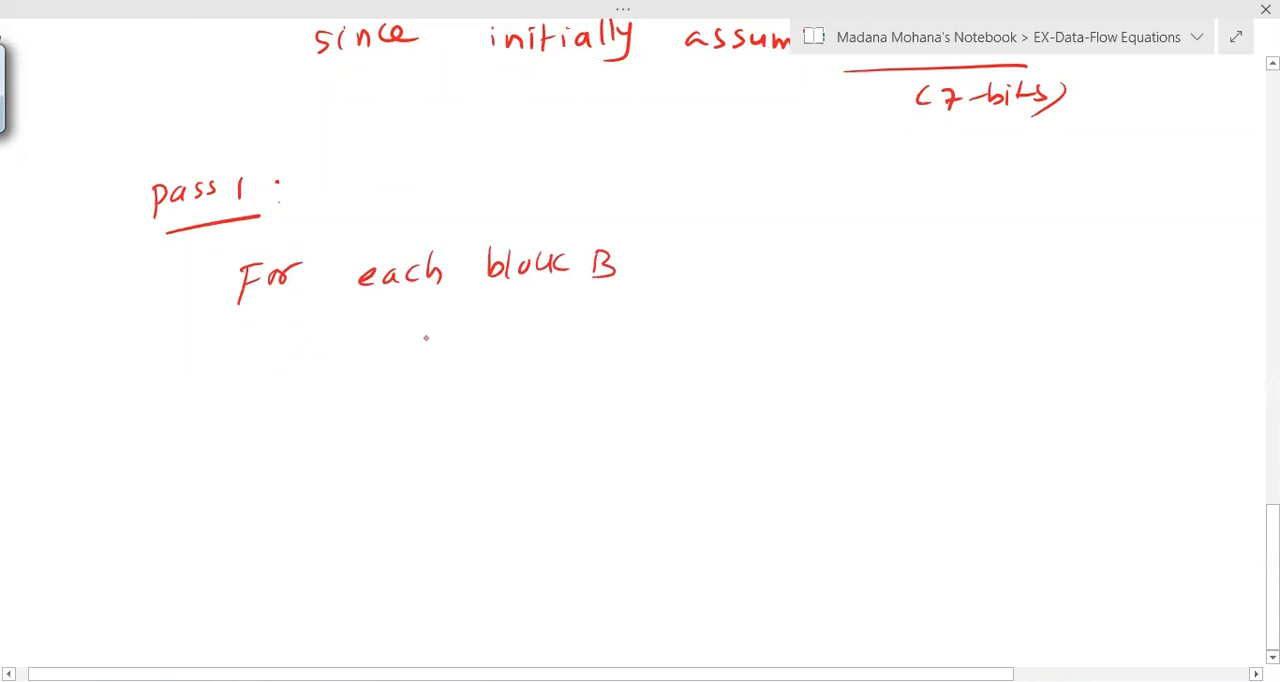 since initially assum
Madana Mohana's Notebook > EX-Data-Flow Equations
(7-bits)
pass 1 :
For each block B